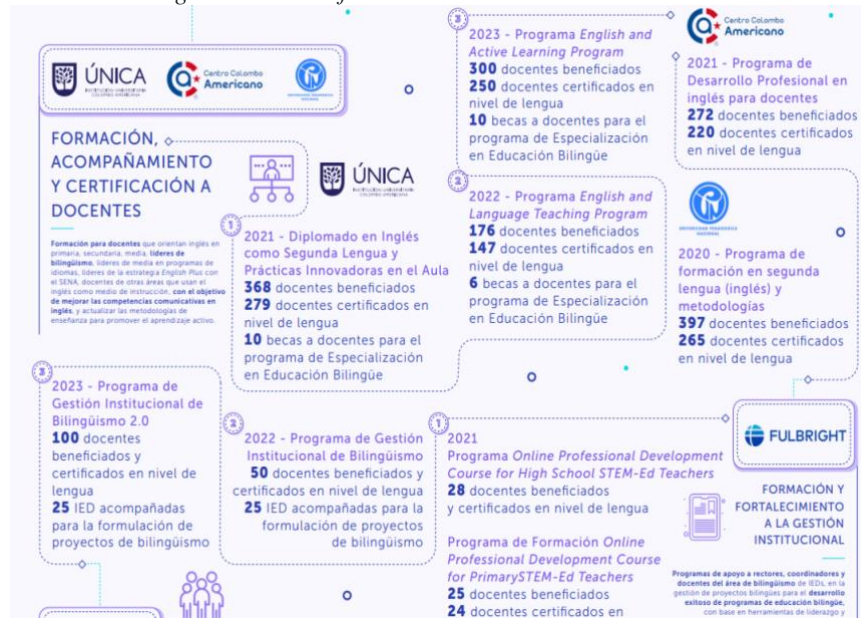 ÚNICA
INSTITUCIÓN UNIVERSITARIA
COLOMBO AMERICANA
Centro Colombo
Americano
UNIVERSIDAD PEDAGOGICA
NACIONAL
FORMACIÓN,
ACOMPAÑAMIENTO
Y CERTIFICACIÓN A
DOCENTES
Formación para docentes que orientan inglés en
primaria, secundaria, media, líderes de
bilingüismo, líderes de media en programas de
idiomas, líderes de la estrategia English Plus con
el SENA, docentes de otras áreas que usan el
inglés como medio de instrucción, con el objetivo
de mejorar las competencias comunicativas en
inglés, y actualizar las metodologías de
enseñanza para promover el aprendizaje activo.
ÚNICA
INSTITUCIÓN UNIVERSITARIA
COLOMBO AMERICANA
1
2021 - Diplomado en Inglés
como Segunda Lengua y
Prácticas Innovadoras en el Aula
368 docentes beneficiados
279 docentes certificados en
nivel de lengua
10 becas a docentes para el
programa de Especialización
en Educación Bilingüe
2
2022 - Programa English and
Language Teaching Program
176 docentes beneficiados
147 docentes certificados en
nivel de lengua
6 becas a docentes para el
programa de Especialización
en Educación Bilingüe
3
2023 - Programa English and
Active Learning Program
300 docentes beneficiados
250 docentes certificados en
nivel de lengua
10 becas a docentes para el
programa de Especialización
en Educación Bilingüe
Centro Colombo
Americano
2021 - Programa de
Desarrollo Profesional en
inglés para docentes
272 docentes beneficiados
220 docentes certificados
en nivel de lengua
UNIVERSIDAD PEDAGOGICA
NACIONAL
2020 - Programa de
formación en segunda
lengua (inglés) y
metodologías
397 docentes beneficiados
265 docentes certificados
en nivel de lengua
FULBRIGHT
FORMACIÓN Y
FORTALECIMIENTO
A LA GESTIÓN
INSTITUCIONAL
Programas de apoyo a rectores, coordinadores y
docentes del área de bilingüismo de IEDs, en la
gestión de proyectos bilingües para el desarrollo
exitoso de programas de educación bilingüe,
con base en herramientas de liderazgo y
1
2021
Programa Online Professional Development
Course for High School STEM-Ed Teachers
28 docentes beneficiados
y certificados en nivel de lengua
Programa de Formación Online
Professional Development Course
for PrimarySTEM-Ed Teachers
25 docentes beneficiados
24 docentes certificados en
2
2022 - Programa de Gestión
Institucional de Bilingüismo
50 docentes beneficiados y
certificados en nivel de lengua
25 IED acompañadas para la
formulación de proyectos
de bilingüismo
3
2023 - Programa de
Gestión Institucional de
Bilingüismo 2.0
100 docentes
beneficiados y
certificados en nivel de
lengua
25 IED acompañadas
para la formulación de
proyectos de bilingüismo